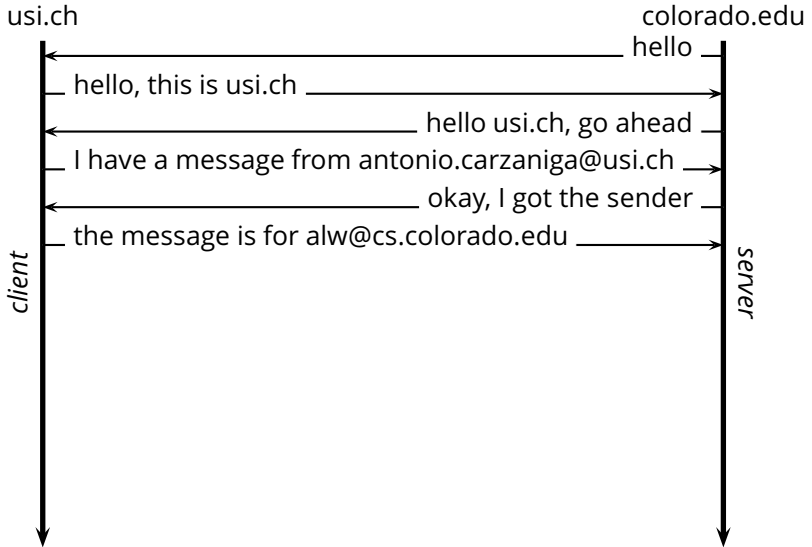 usi.ch
colorado.edu
hello
hello, this is usi.ch
hello usi.ch, go ahead
I have a message from antonio.carzaniga@usi.ch
okay, I got the sender
the message is for alw@cs.colorado.edu
client
server